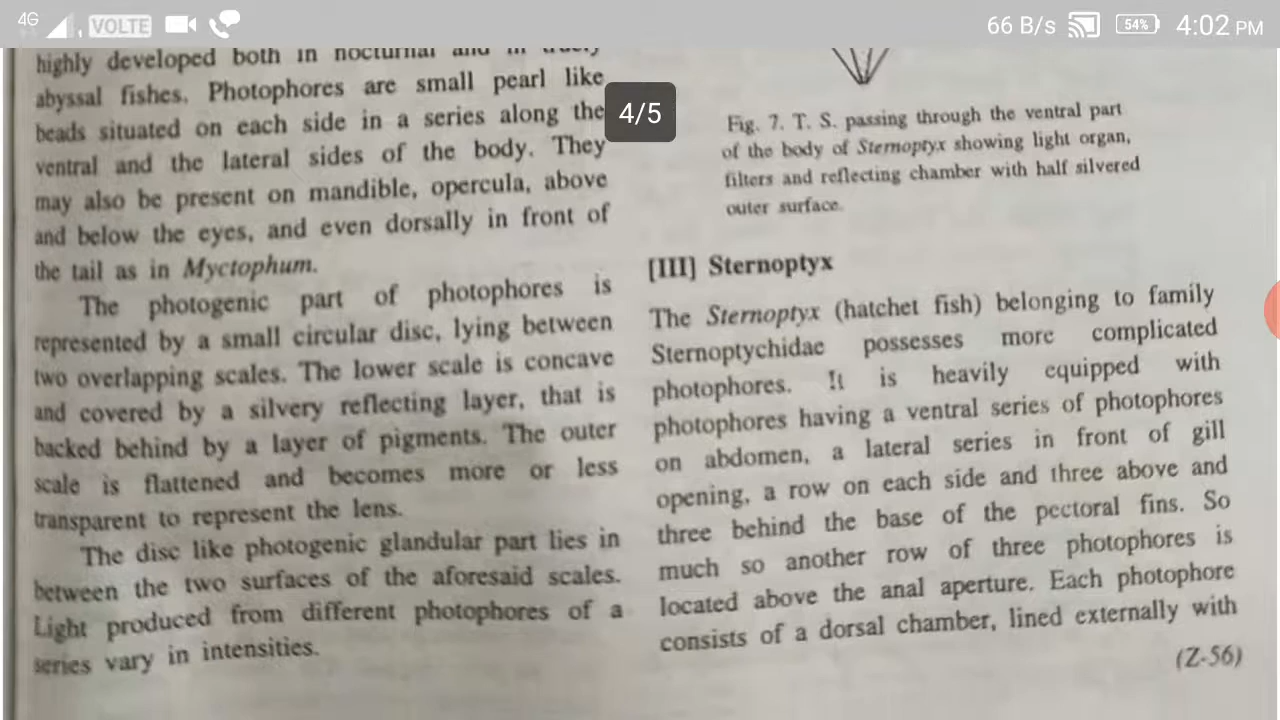 4G VOLTE 66 B/s 54% 4:02 PM
4/5
highly developed both in nocturnal and in
abyssal fishes. Photophores are small pearl like
beads situated on each side in a series along the
ventral and the lateral sides of the body. They
may also be present on mandible, opercula, above
and below the eyes, and even dorsally in front of
the tail as in Myctophum.
The photogenic part of photophores is
represented by a small circular disc, lying between
two overlapping scales. The lower scale is concave
and covered by a silvery reflecting layer, that is
backed behind by a layer of pigments. The outer
scale is flattened and becomes more or less
transparent to represent the lens.
The disc like photogenic glandular part lies in
between the two surfaces of the aforesaid scales.
Light produced from different photophores of a
series vary in intensities.
Fig. 7. T. S. passing through the ventral part
of the body of Sternoptyx showing light organ,
filters and reflecting chamber with half silvered
outer surface.
[III] Sternoptyx
The Sternoptyx (hatchet fish) belonging to family
Sternoptychidae possesses more complicated
photophores. It is heavily equipped with
photophores having a ventral series of photophores
on abdomen, a lateral series in front of gill
opening, a row on each side and three above and
three behind the base of the pectoral fins. So
much so another row of three photophores is
located above the anal aperture. Each photophore
consists of a dorsal chamber, lined externally with
(Z-56)